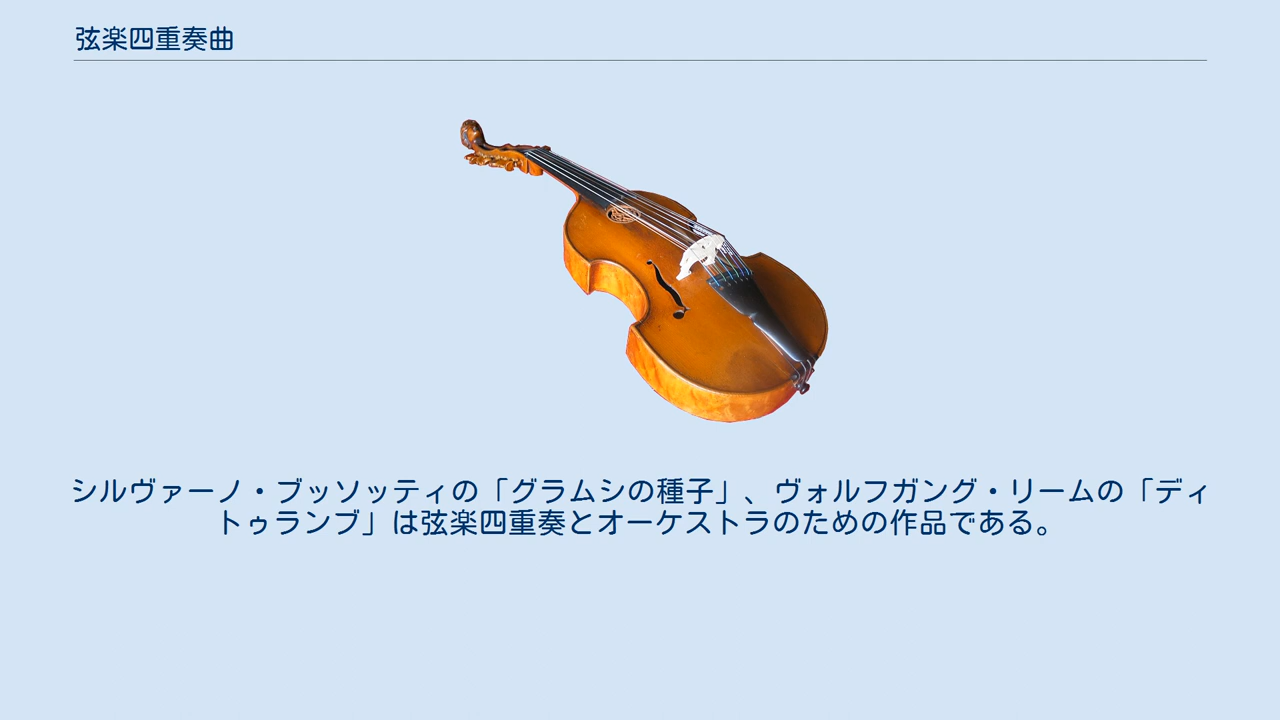 弦楽四重奏曲
シルヴァーノ・ブッソッティの「グラムシの種子」、ヴォルフガング・リームの「ディ
トゥランブ」は弦楽四重奏とオーケストラのための作品である。